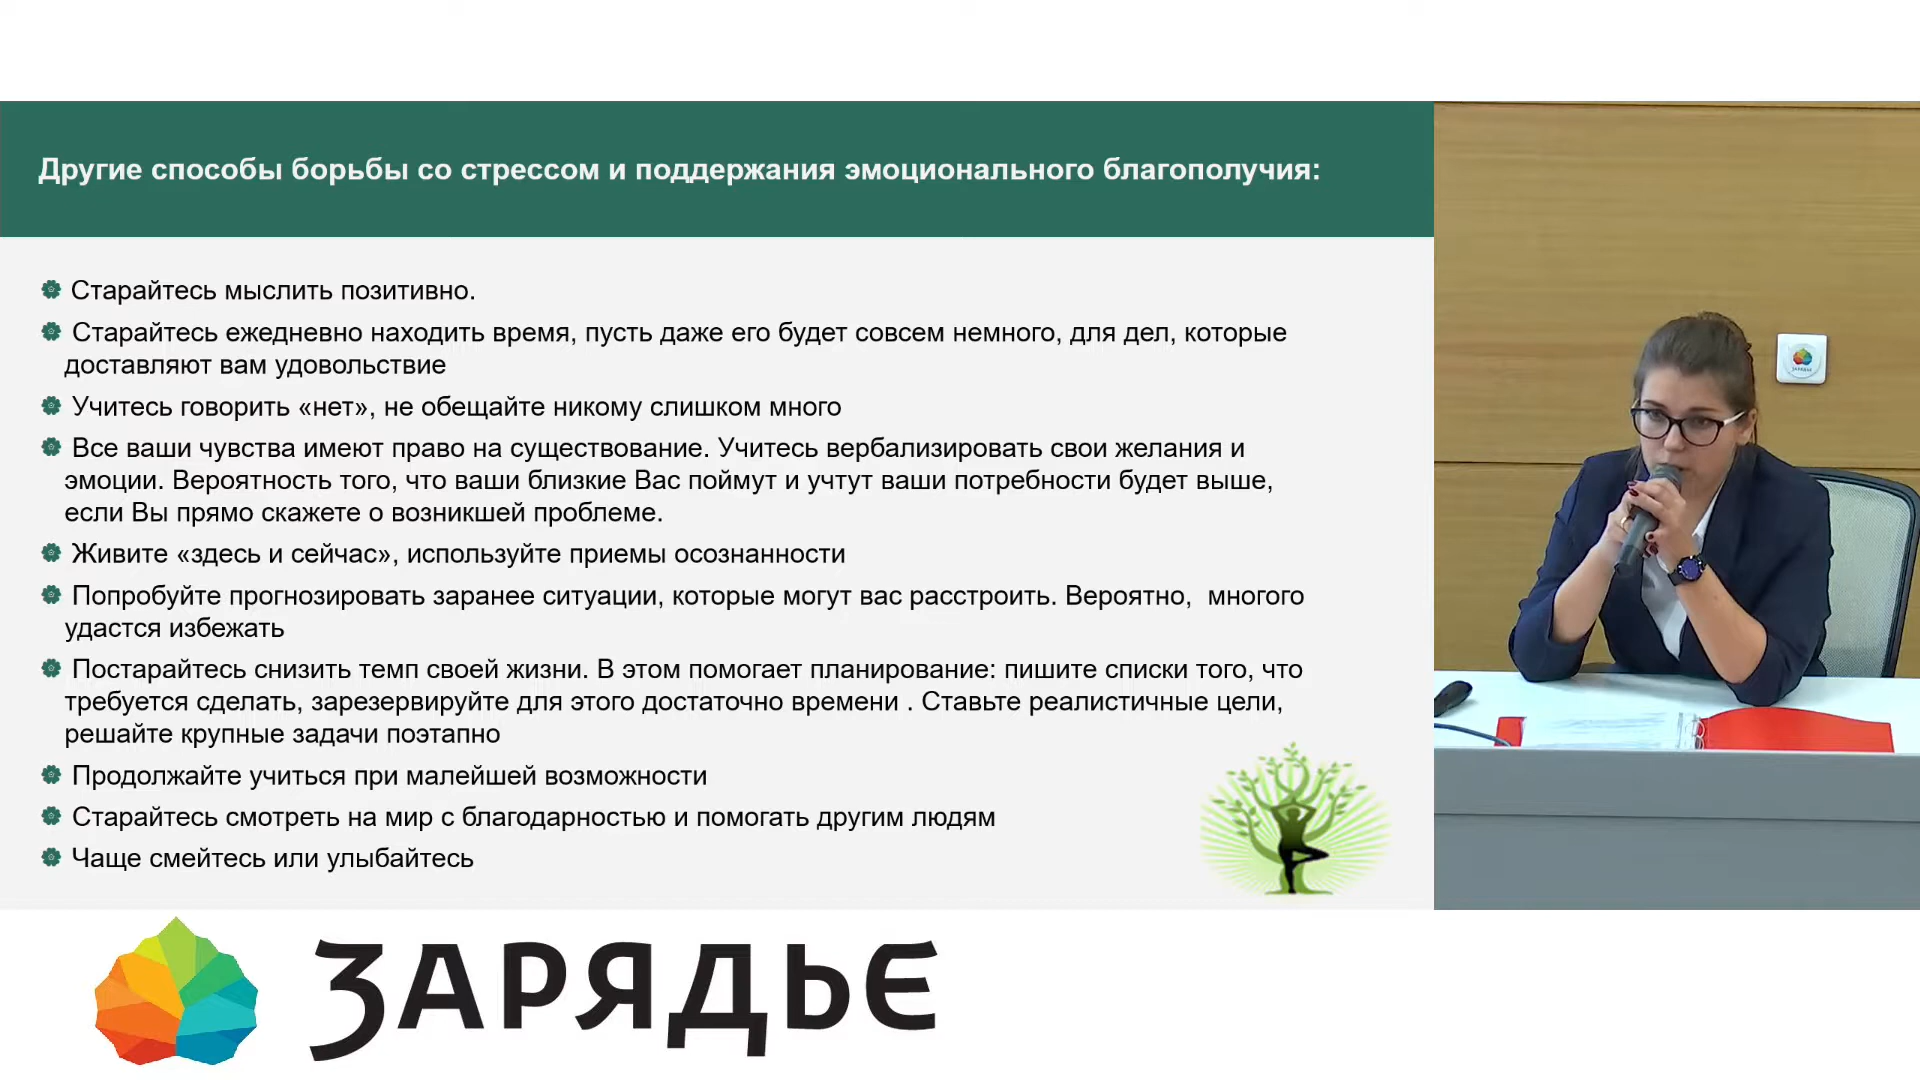 Другие способы борьбы со стрессом и поддержания эмоционального благополучия:
Старайтесь мыслить позитивно.
Старайтесь ежедневно находить время, пусть даже его будет совсем немного, для дел, которые
доставляют вам удовольствие
Учитесь говорить «нет», не обещайте никому слишком много
Все ваши чувства имеют право на существование. Учитесь вербализировать свои желания и
эмоции. Вероятность того, что ваши близкие Вас поймут и учтут ваши потребности будет выше,
если Вы прямо скажете о возникшей проблеме.
Живите «здесь и сейчас», используйте приемы осознанности
Попробуйте прогнозировать заранее ситуации, которые могут вас расстроить. Вероятно,  многого
удастся избежать
Постарайтесь снизить темп своей жизни. В этом помогает планирование: пишите списки того, что
требуется сделать, зарезервируйте для этого достаточно времени . Ставьте реалистичные цели,
решайте крупные задачи поэтапно
Продолжайте учиться при малейшей возможности
Старайтесь смотреть на мир с благодарностью и помогать другим людям
Чаще смейтесь или улыбайтесь
ЗАРЯДЬЕ
ЗАРЯДЬЕ